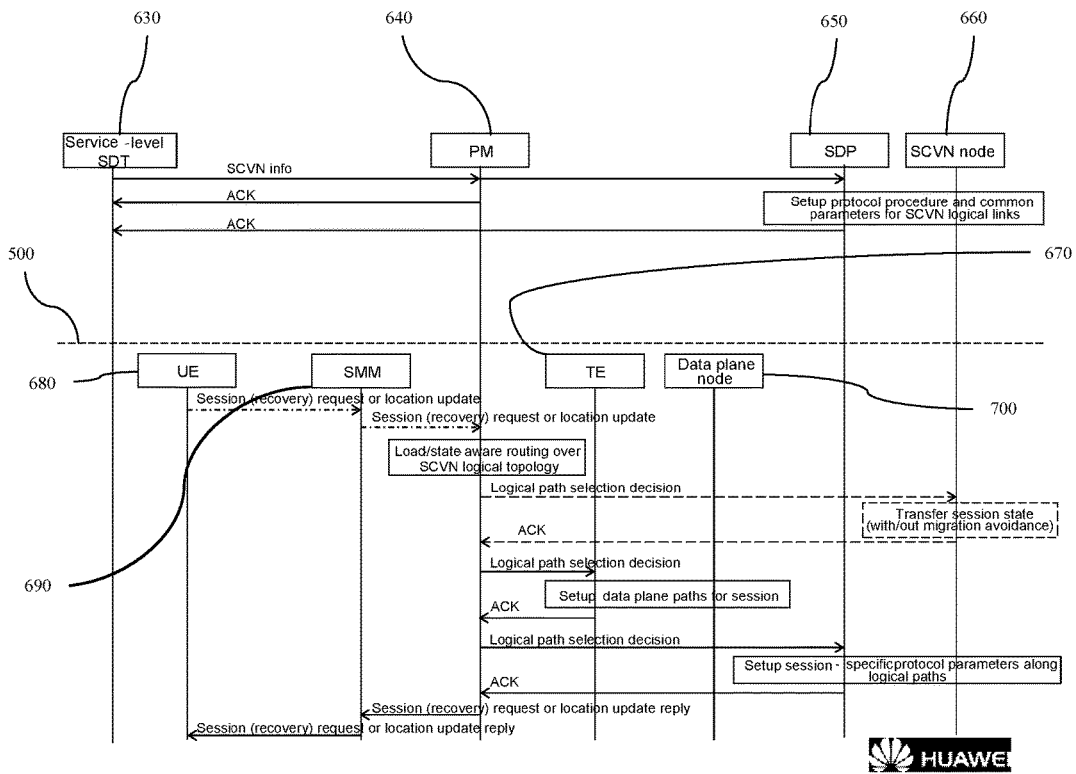 630
640
650
660
Service-level
SDT
PM
SDP
SCVN node
SCVN info
ACK
Setup protocol procedure and common
parameters for SCVN logical links
ACK
500
670
UE
SMM
TE
Data plane
node
680
Session (recovery) request or location update
700
Session (recovery) request or location update
Load/state aware routing over
SCVN logical topology
Logical path selection decision
Transfer session state
(with/out migration avoidance)
ACK
Logical path selection decision
690
Setup data plane paths for session
ACK
Logical path selection decision
Setup session-specific protocol parameters along
logical paths
ACK
Session (recovery) request or location update reply
Session (recovery) request or location update reply
HUAWEI